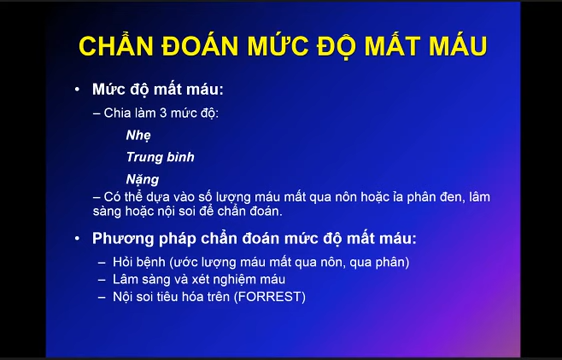 CHẨN ĐOÁN MỨC ĐỘ MẤT MÁU
• Mức độ mất máu:
– Chia làm 3 mức độ:
Nhẹ
Trung bình
Nặng
– Có thể dựa vào số lượng máu mất qua nôn hoặc ỉa phân đen, lâm
sàng hoặc nội soi để chẩn đoán.
• Phương pháp chẩn đoán mức độ mất máu:
– Hỏi bệnh (ước lượng máu mất qua nôn, qua phân)
– Lâm sàng và xét nghiệm máu
– Nội soi tiêu hóa trên (FORREST)